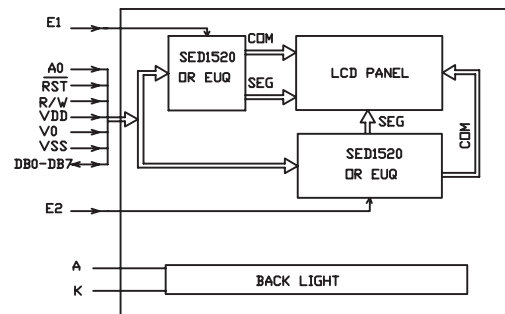 E1
COM
SED1520
OR EUQ
LCD PANEL
A0
RST
R/W
SEG
VDD
V0
VSS
DB0-DB7
SEG
COM
SED1520
OR EUQ
E2
A
K
BACK LIGHT